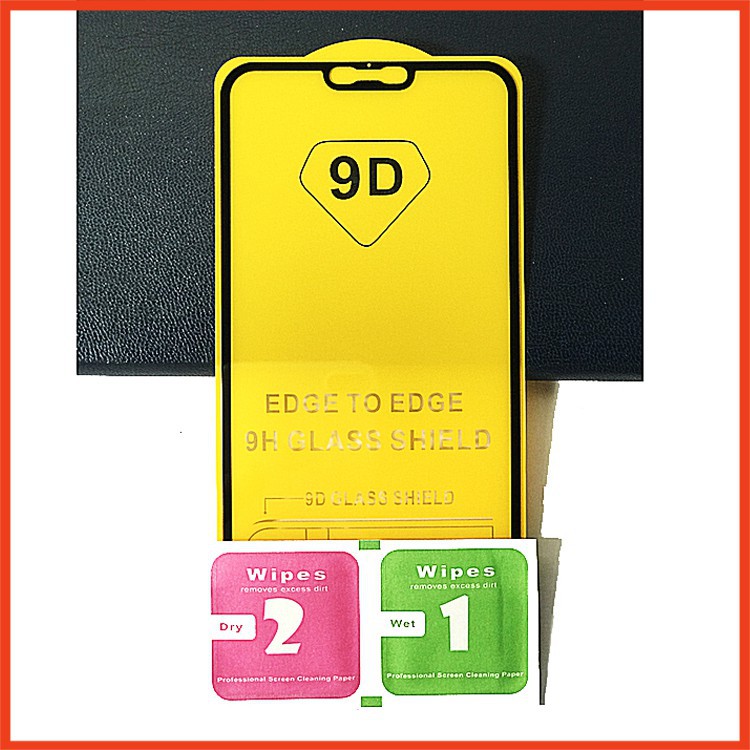 9D
EDGE TO EDGE
9H GLASS SHIELD
9D GLASS SHIELD
Wipes
removes excess dirt
Dry
2
Professional Screen Cleaning Paper
Wipes
removes excess dirt
Wet
1
Professional Screen Cleaning Paper